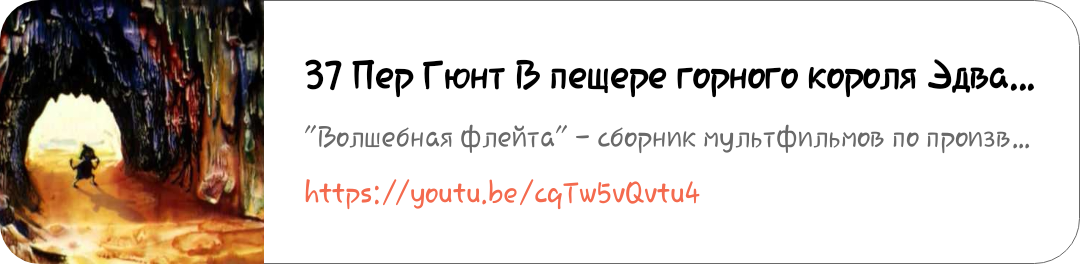 37 Пер Гюнт В пещере горного короля Эдва...
"Волшебная флейта" - сборник мультфильмов по произв...
https://youtu.be/cqTw5vQvtu4